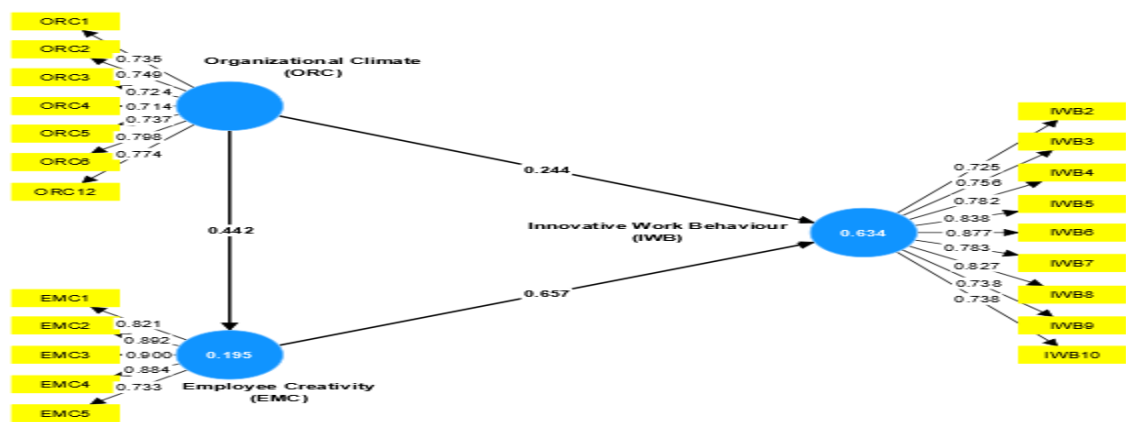 ORC1
ORC2
ORC3
ORC4
ORC5
ORC6
ORC12
0.735
0.749
0.724
0.714
0.737
0.798
0.774
Organizational Climate
(ORC)
0.244
0.442
Innovative Work Behaviour
(IWB)
0.634
0.657
EMC1
EMC2
EMC3
EMC4
EMC5
0.821
0.892
0.900
0.884
0.733
0.195
Employee Creativity
(EMC)
0.725
0.756
0.782
0.838
0.877
0.783
0.827
0.738
0.738
IWB2
IWB3
IWB4
IWB5
IWB6
IWB7
IWB8
IWB9
IWB10